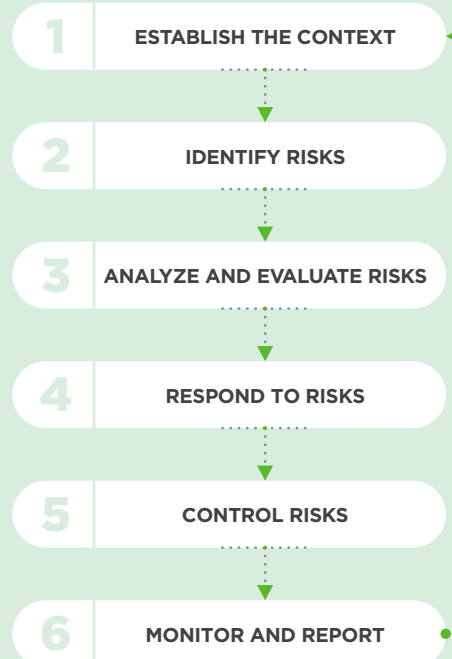 1 ESTABLISH THE CONTEXT
2 IDENTIFY RISKS
3 ANALYZE AND EVALUATE RISKS
4 RESPOND TO RISKS
5 CONTROL RISKS
6 MONITOR AND REPORT